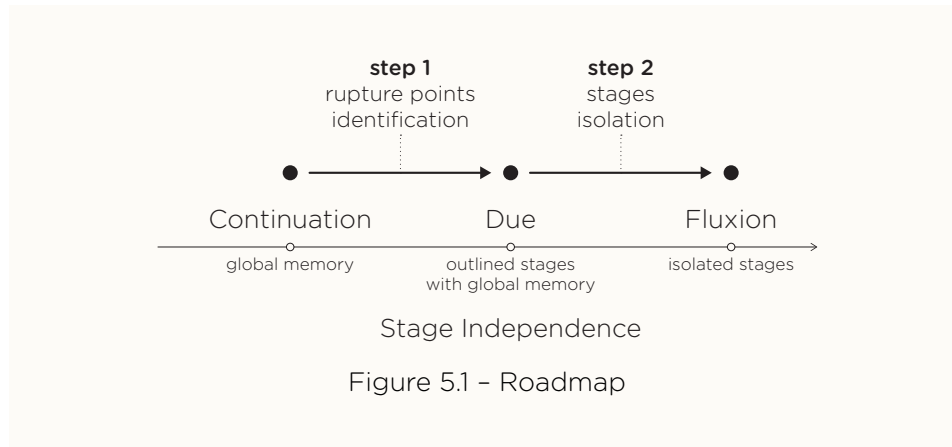 step 1
rupture points
identification
step 2
stages
isolation
Continuation
Due
Fluxion
global memory
outlined stages
with global memory
isolated stages
Stage Independence
Figure 5.1 – Roadmap